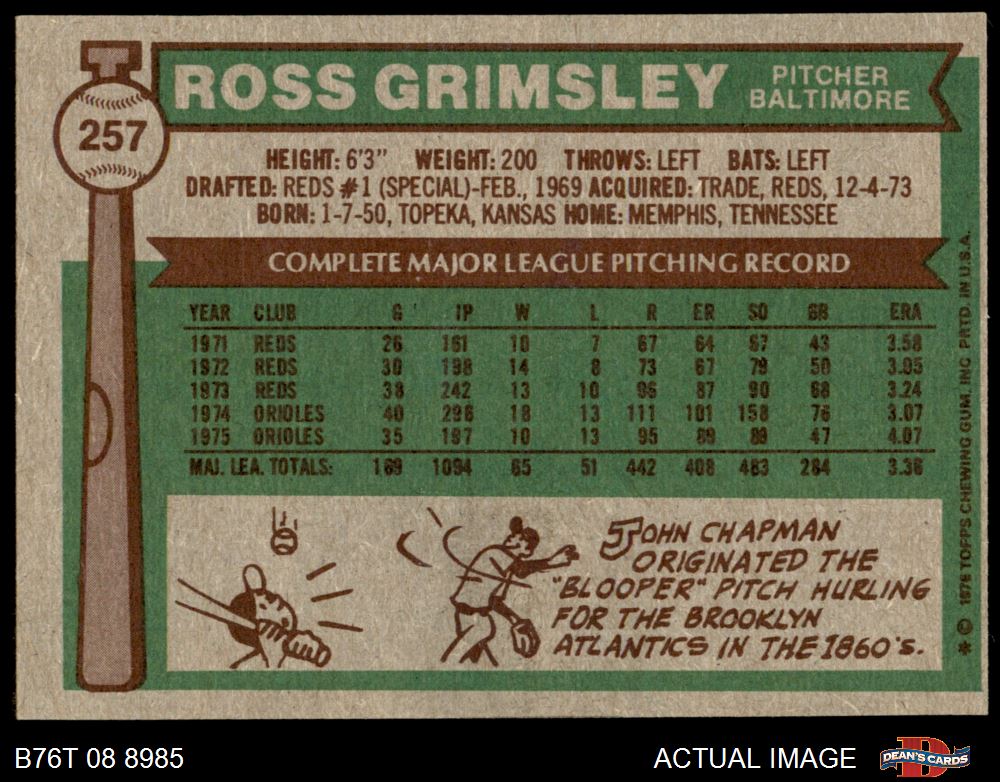 257
ROSS GRIMSLEY
PITCHER
BALTIMORE
HEIGHT: 6'3" WEIGHT: 200 THROWS: LEFT BATS: LEFT
DRAFTED: REDS #1 (SPECIAL)-FEB., 1969 ACQUIRED: TRADE, REDS, 12-4-73
BORN: 1-7-50, TOPEKA, KANSAS HOME: MEMPHIS, TENNESSEE
COMPLETE MAJOR LEAGUE PITCHING RECORD
YEAR CLUB G IP W L R ER SO BB ERA
1971 REDS 26 161 10 7 67 64 67 43 3.58
1972 REDS 30 198 14 8 73 67 79 50 3.05
1973 REDS 38 242 13 10 96 87 90 68 3.24
1974 ORIOLES 40 296 18 13 111 101 158 76 3.07
1975 ORIOLES 35 197 10 13 95 89 89 47 4.07
MAJ. LEA. TOTALS: 169 1094 65 51 442 408 483 284 3.36
JOHN CHAPMAN
ORIGINATED THE
"BLOOPER" PITCH HURLING
FOR THE BROOKLYN
ATLANTICS IN THE 1860'S.
* © 1976 TOPPS CHEWING GUM, INC. PRTD. IN U.S.A.
B76T 08 8985
ACTUAL IMAGE
DEAN'S CARDS